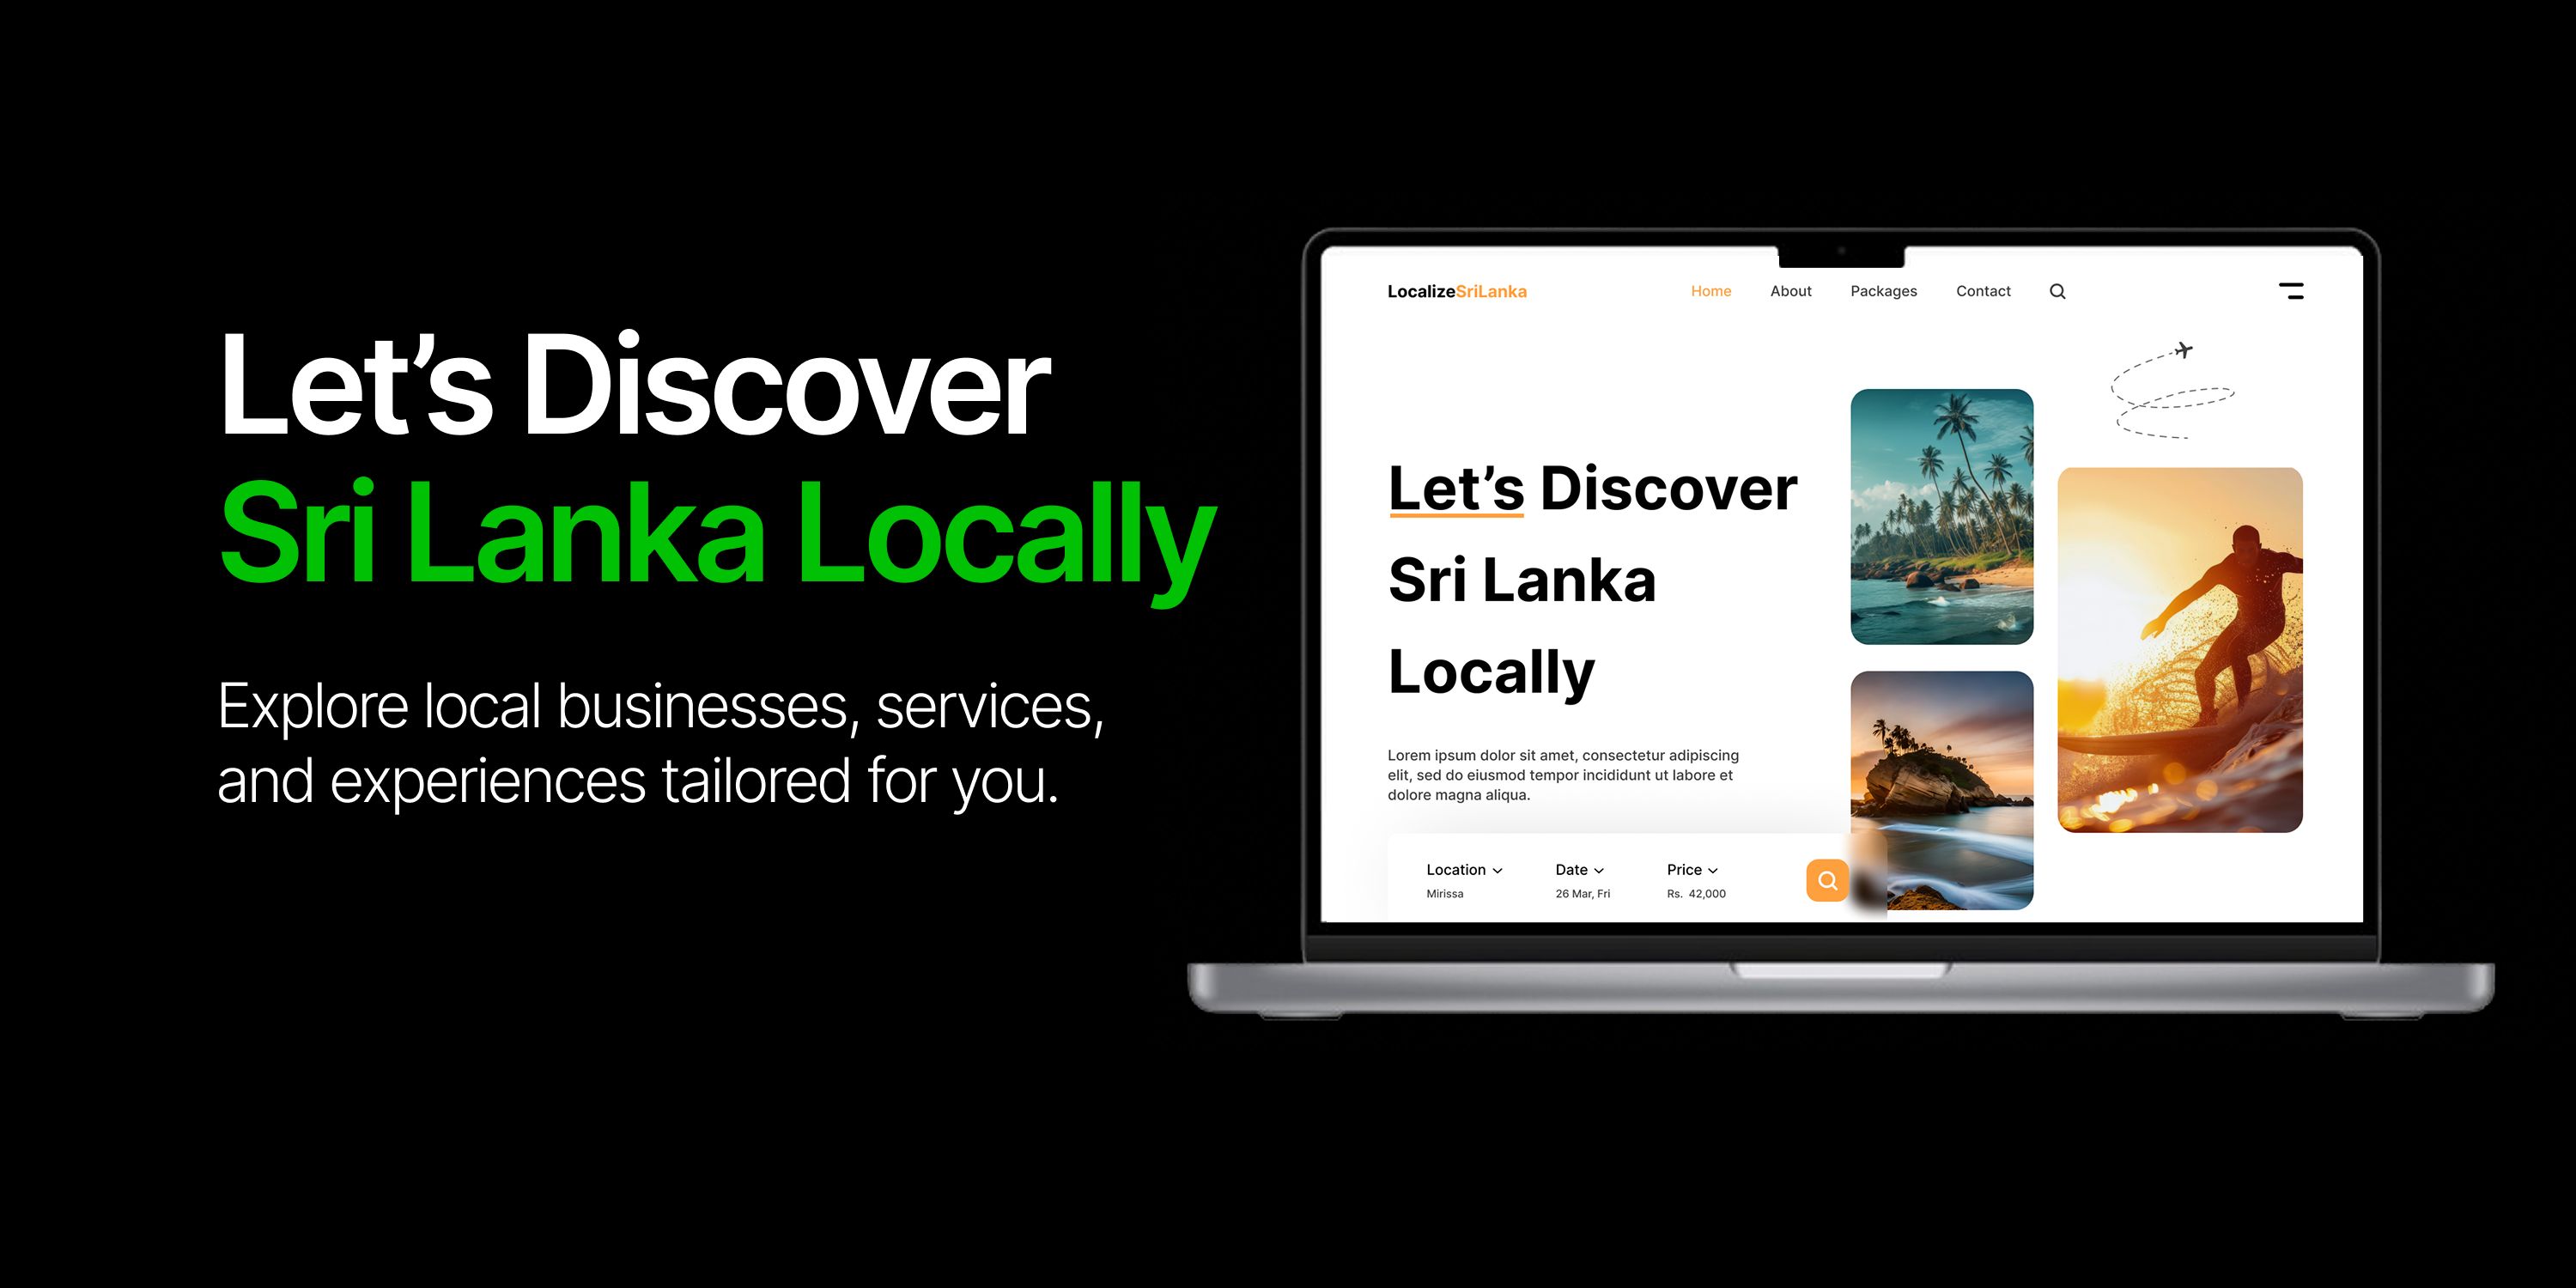 Let’s Discover
Sri Lanka Locally
Explore local businesses, services,
and experiences tailored for you.
LocalizeSriLanka
Home About Packages Contact
Let’s Discover
Sri Lanka
Locally
Lorem ipsum dolor sit amet, consectetur adipiscing
elit, sed do eiusmod tempor incididunt ut labore et
dolore magna aliqua.
Location Date Price
Mirissa 26 Mar, Fri Rs. 42,000